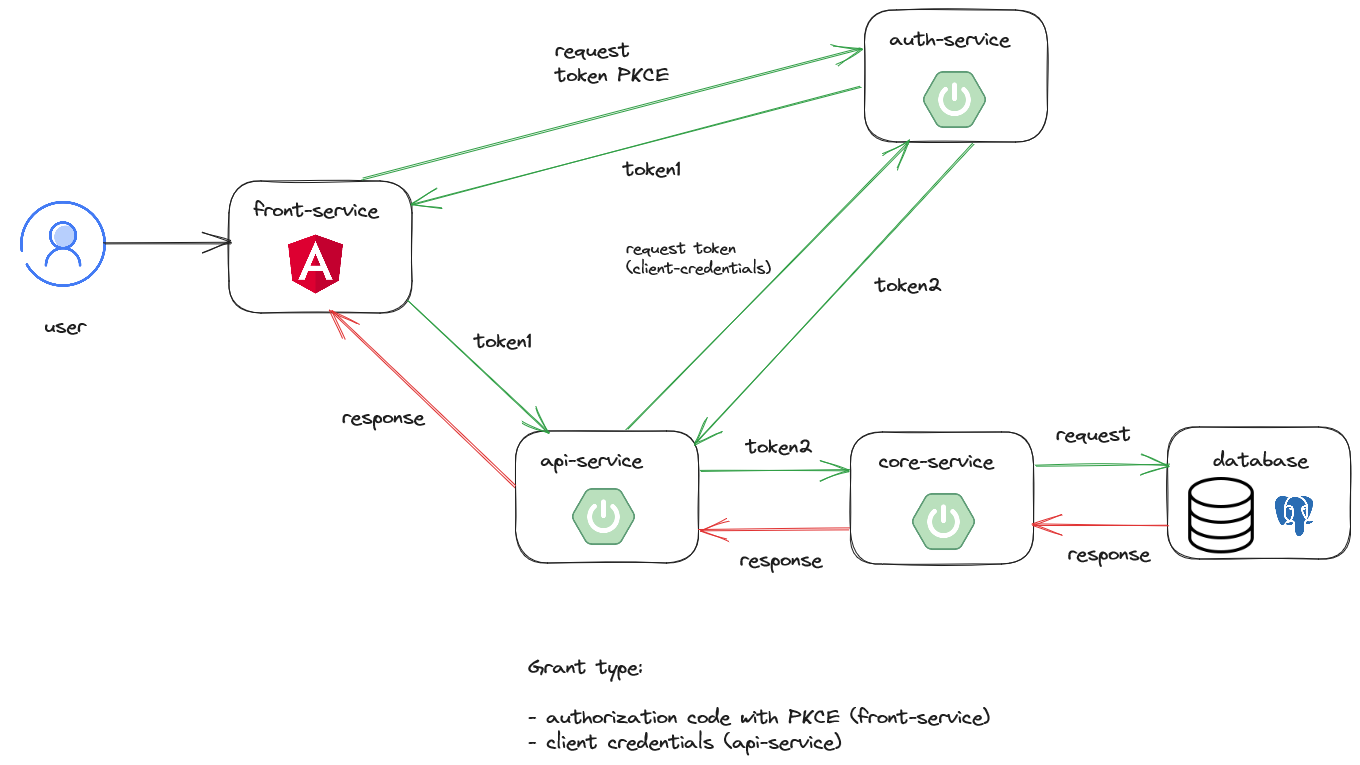 request
token PKCE
auth-service
token1
front-service
request token
(client-credentials)
token2
user
token1
response
api-service
token2
core-service
request
database
response
response
Grant type:
- authorization code with PKCE (front-service)
- client credentials (api-service)